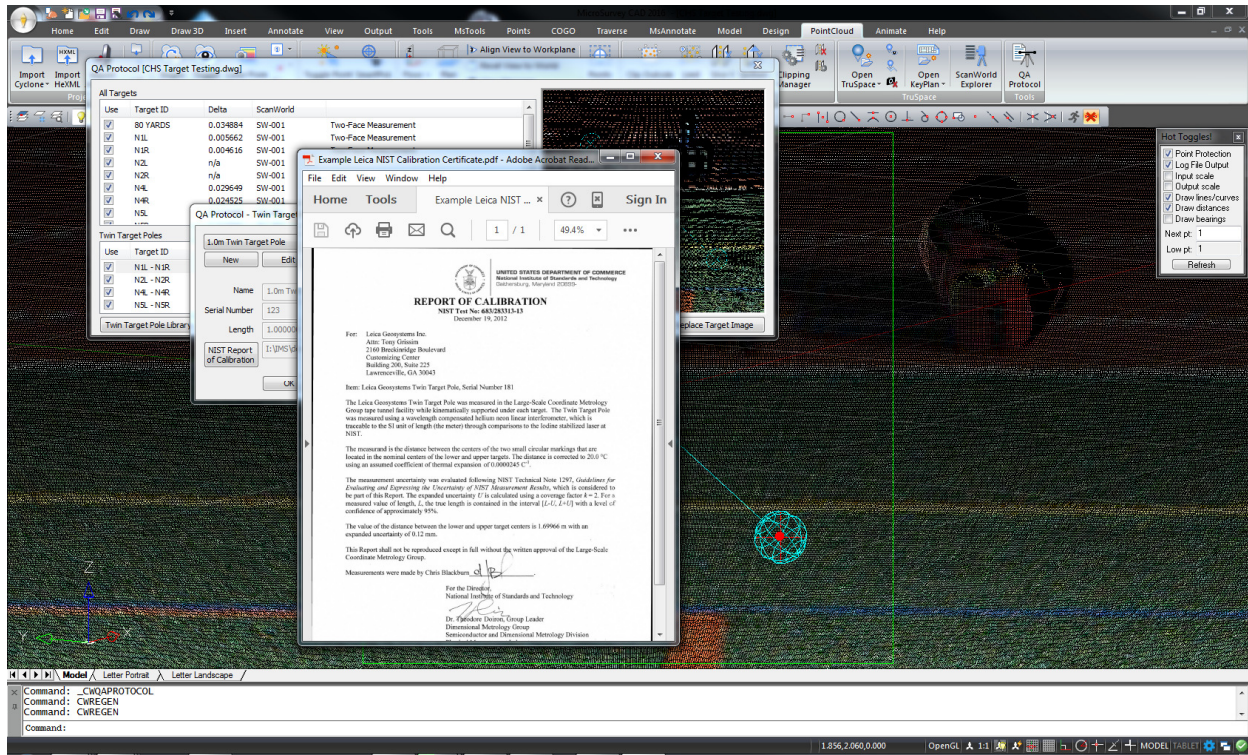 Home Edit Draw Draw 3D Insert Annotate View Output Tools MsTools Points COGO Traverse MsAnnotate Model Design PointCloud Animate Help
Align View to Workplane
Import Cyclone
Import HeXML
Clipping Manager
Open TruSpace
Open KeyPlan
ScanWorld Explorer
QA Protocol
TruSpace
Tools
QA Protocol [CHS Target Testing.dwg]
All Targets
Use Target ID Delta ScanWorld
80 YARDS 0.034884 SW-001 Two-Face Measurement
N1L 0.005662 SW-001 Two-Face Measurement
N1R 0.004616 SW-001 Two-Face Measurement
N2L n/a SW-001
N2R n/a SW-001
N4L 0.029649 SW-001
N4R 0.024525 SW-001
N5L
Twin Target Poles
Use Target ID
N1L - N1R
N2L - N2R
N4L - N4R
N5L - N5R
Twin Target Pole Library
eplace Target Image
QA Protocol - Twin Target
1.0m Twin Target Pole
New Edit
Name 1.0m Tw
Serial Number 123
Length 1.00000
NIST Report of Calibration
OK
Example Leica NIST Calibration Certificate.pdf - Adobe Acrobat Read...
File Edit View Window Help
Home Tools Example Leica NIST ... × Sign In
1 / 1 49.4%
UNITED STATES DEPARTMENT OF COMMERCE
National Institute of Standards and Technology
Gaithersburg, Maryland 20899-
REPORT OF CALIBRATION
NIST Test No: 683/283313-13
December 19, 2012
For: Leica Geosystems Inc.
Attn: Tony Grissim
2160 Breckinridge Boulevard
Customizing Center
Building 200, Suite 225
Lawrenceville, GA 30043
Item: Leica Geosystems Twin Target Pole, Serial Number 181
The Leica Geosystems Twin Target Pole was measured in the Large-Scale Coordinate Metrology
Group tape tunnel facility while kinematically supported under each target. The Twin Target Pole
was measured using a wavelength compensated helium neon linear interferometer, which is
traceable to the SI unit of length (the meter) through comparisons to the Iodine stabilized laser at
NIST.
The measurand is the distance between the centers of the two small circular markings that are
located in the nominal centers of the lower and upper targets. The distance is corrected to 20.0 °C
using an assumed coefficient of thermal expansion of 0.0000245 C⁻¹.
The measurement uncertainty was evaluated following NIST Technical Note 1297, Guidelines for
Evaluating and Expressing the Uncertainty of NIST Measurement Results, which is considered to
be part of this Report. The expanded uncertainty U is calculated using a coverage factor k = 2. For a
measured value of length, L, the true length is contained in the interval [L-U, L+U] with a level of
confidence of approximately 95%.
The value of the distance between the lower and upper target centers is 1.69966 m with an
expanded uncertainty of 0.12 mm.
This Report shall not be reproduced except in full without the written approval of the Large-Scale
Coordinate Metrology Group.
Measurements were made by Chris Blackburn
For the Director,
National Institute of Standards and Technology
Dr. Theodore Doiron, Group Leader
Dimensional Metrology Group
Semiconductor and Dimensional Metrology Division
Hot Toggles!
Point Protection
Log File Output
Input scale
Output scale
Draw lines/curves
Draw distances
Draw bearings
Next pt: 1
Low pt: 1
Refresh
Z
Y
X
Model Letter Portrait Letter Landscape
Command: _CWQAPROTOCOL
Command: CWREGEN
Command: CWREGEN
Command:
1.856,2.060,0.000 OpenGL 1:1 MODEL TABLET